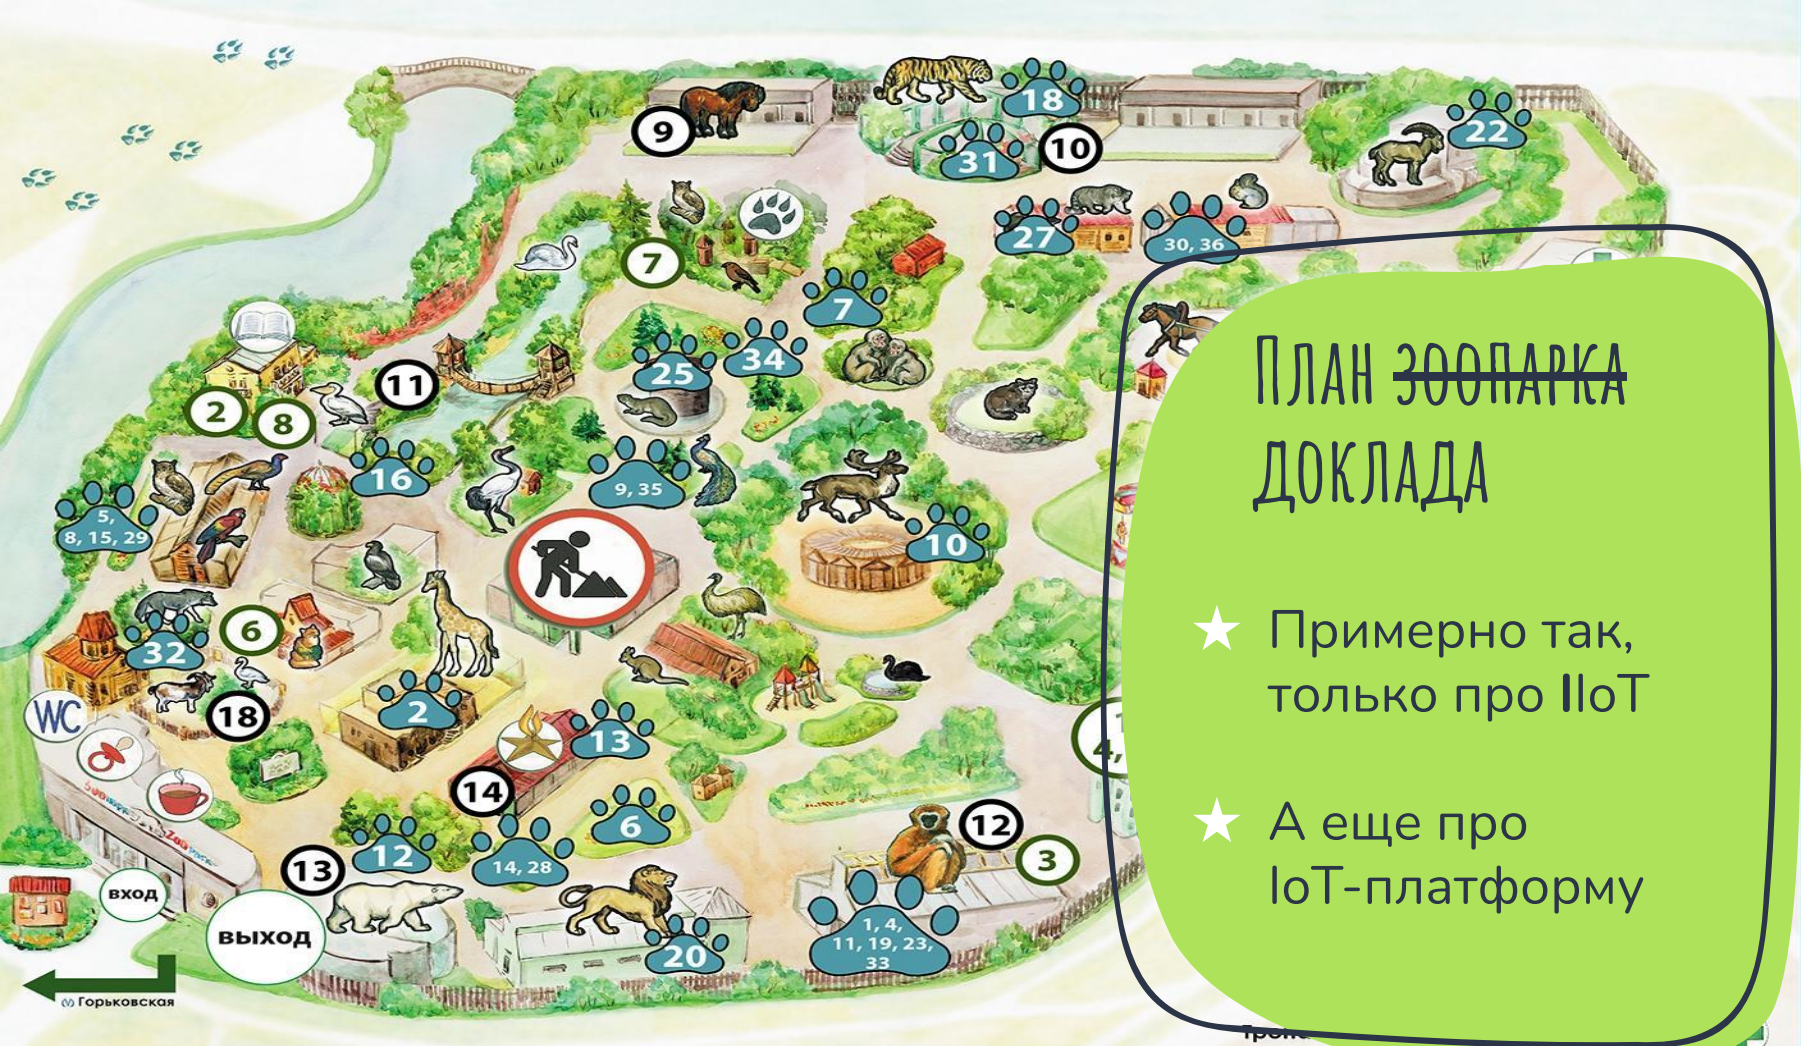 18
22
9
10
31
27
30, 36
7
7
34
25
11
2
8
16
9, 35
5,
8, 15, 29
10
6
32
WC
18
2
13
14
6
12
14, 28
12
3
13
вход
выход
20
1, 4,
11, 19, 23,
33
Горьковская
План зоопарка
доклада
★ Примерно так,
только про IIoT
★ А еще про
IoT-платформу